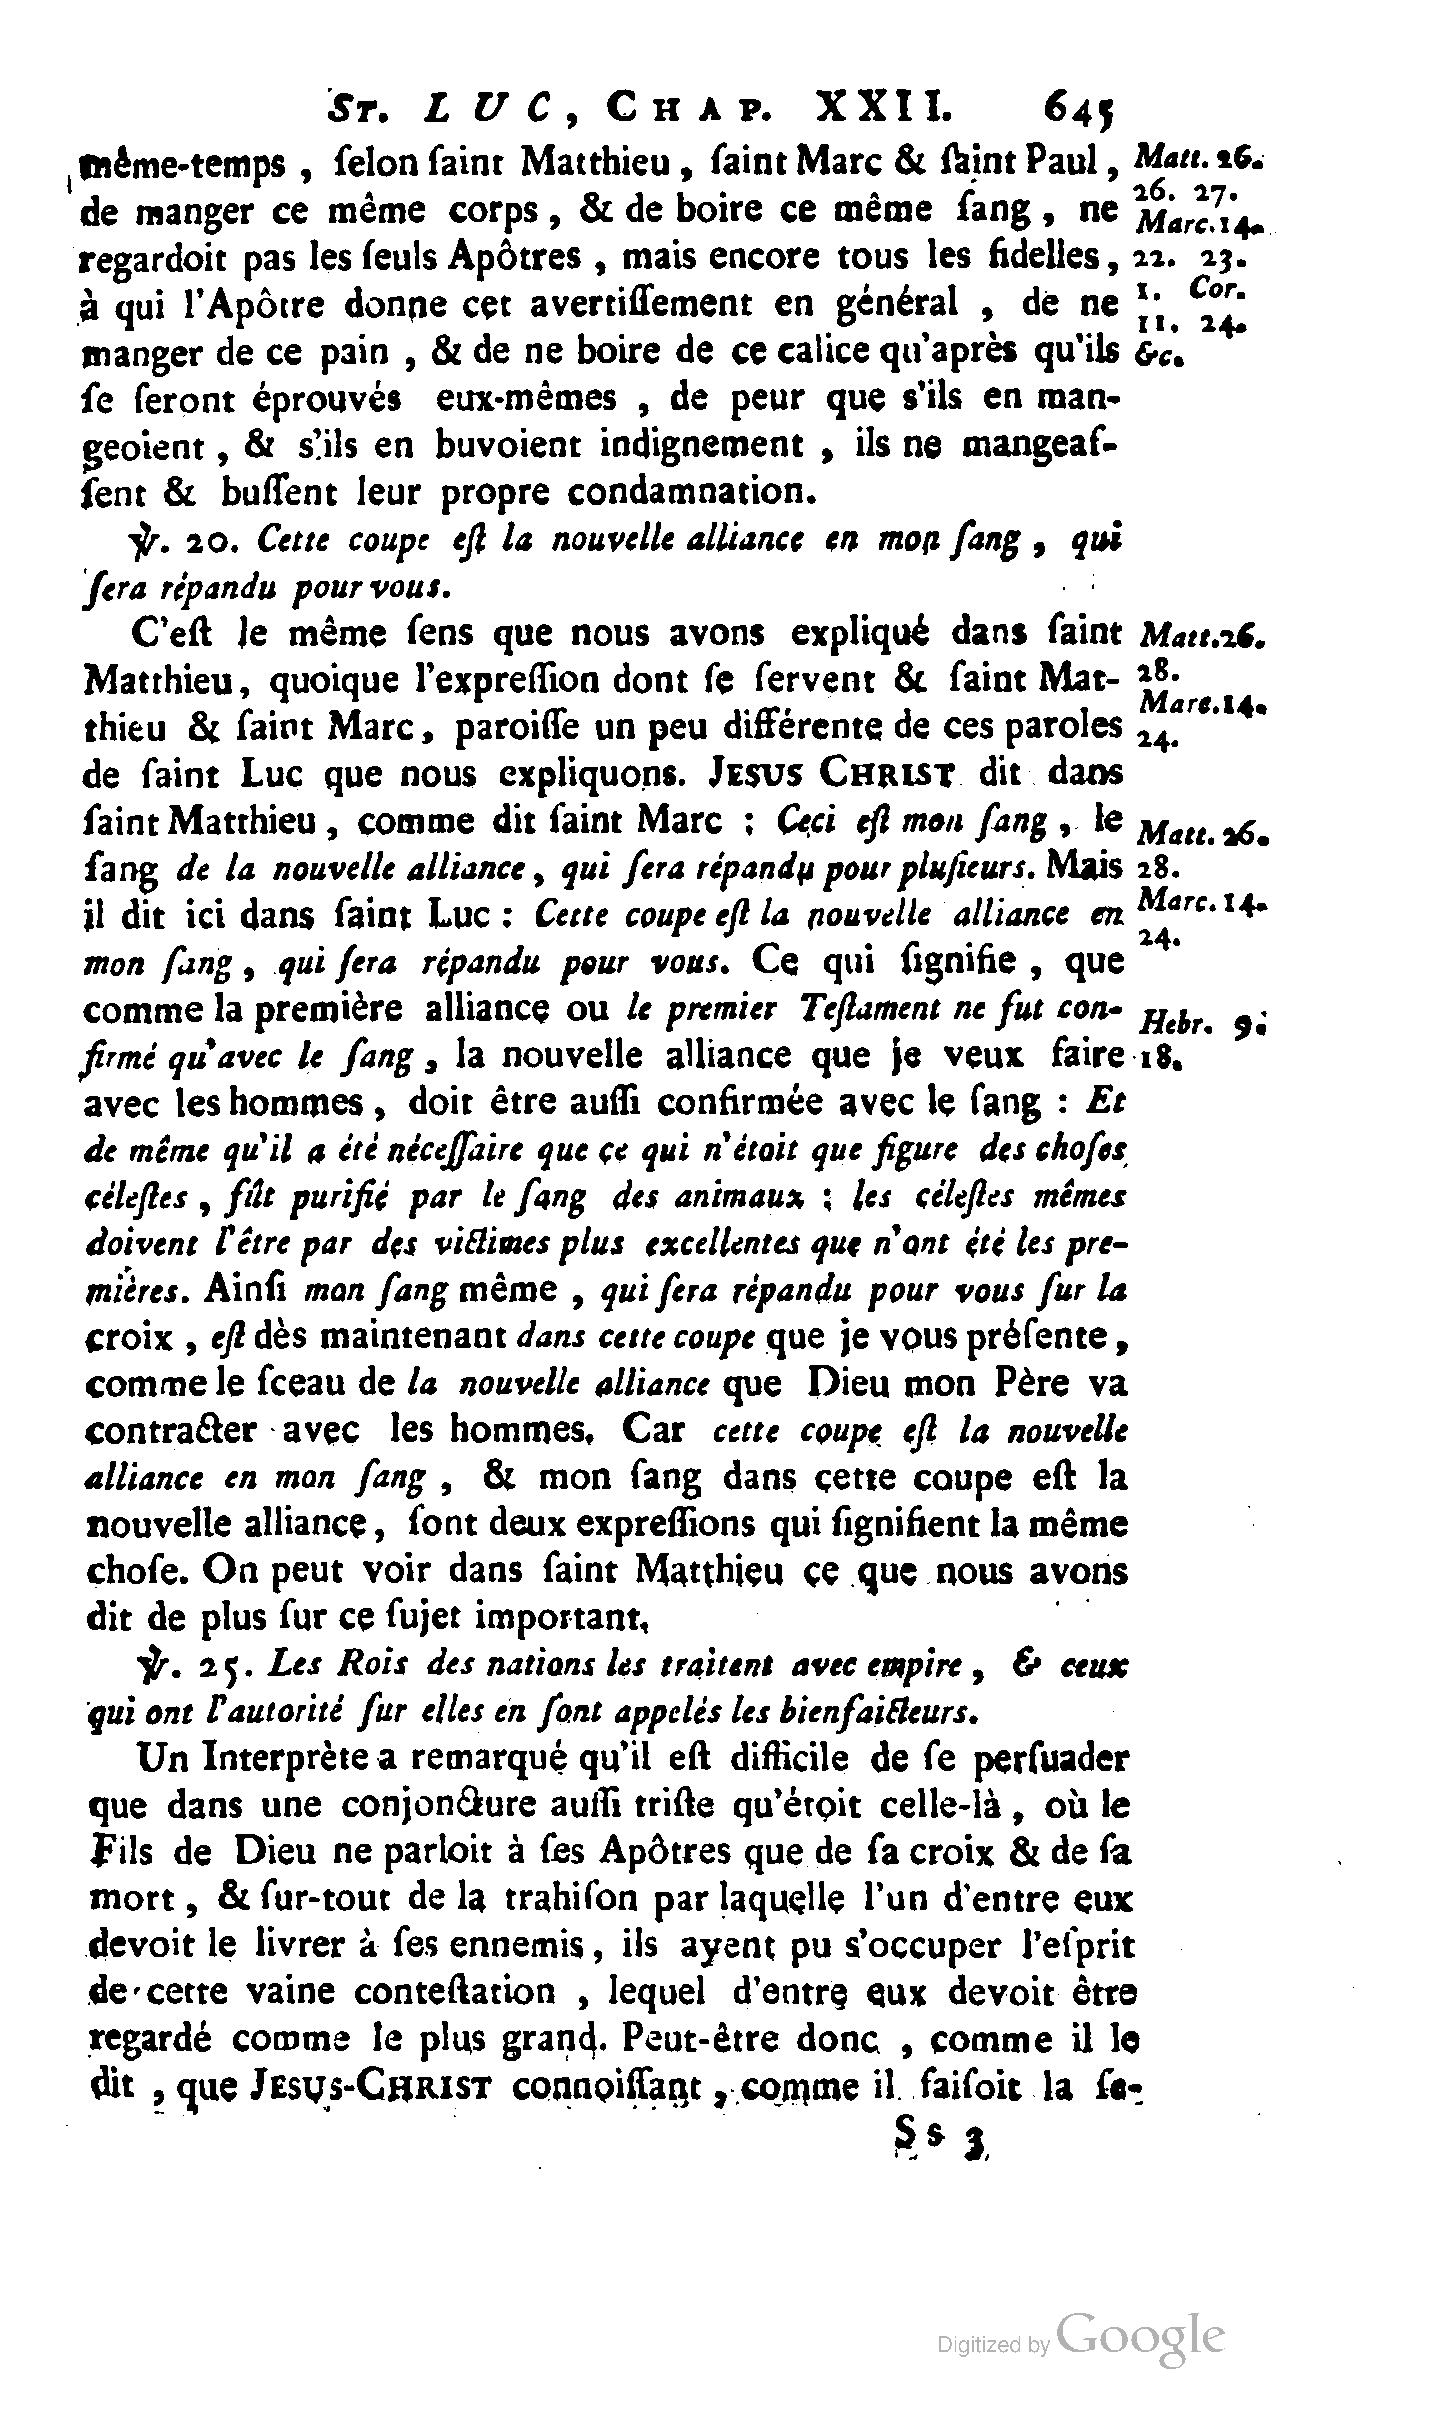 ST. LUC, CHAP. XXII. 645
même-temps, ſelon ſaint Matthieu, ſaint Marc & ſaint Paul,
de manger ce même corps, & de boire ce même ſang, ne
regardoit pas les ſeuls Apôtres, mais encore tous les fidelles,
à qui l'Apôtre donne cet avertiſſement en général, de ne
manger de ce pain, & de ne boire de ce calice qu'après qu'ils
ſe ſeront éprouvés eux-mêmes, de peur que s'ils en man-
geoient, & s'ils en buvoient indignement, ils ne mangeaſ-
ſent & buſſent leur propre condamnation.
Matt. 26.
26. 27.
Marc. 14.
22. 23.
1. Cor.
11. 24.
&c.
℣. 20. Cette coupe eſt la nouvelle alliance en mon ſang, qui
ſera répandu pour vous.
C'eſt le même ſens que nous avons expliqué dans ſaint
Matthieu, quoique l'expreſſion dont ſe ſervent & ſaint Mat-
thieu & ſaint Marc, paroiſſe un peu différente de ces paroles
de ſaint Luc que nous expliquons. JESUS CHRIST dit dans
ſaint Matthieu, comme dit ſaint Marc : Ceci eſt mon ſang, le
ſang de la nouvelle alliance, qui ſera répandu pour pluſieurs. Mais
il dit ici dans ſaint Luc : Cette coupe eſt la nouvelle alliance en
mon ſang, qui ſera répandu pour vous. Ce qui ſignifie, que
comme la première alliance ou le premier Teſtament ne fut con-
firmé qu'avec le ſang, la nouvelle alliance que je veux faire
avec les hommes, doit être auſſi confirmée avec le ſang : Et
de même qu'il a été néceſſaire que ce qui n'étoit que figure des choſes
céleſtes, fût purifié par le ſang des animaux ; les céleſtes mêmes
doivent l'être par des victimes plus excellentes que n'ont été les pre-
mières. Ainſi mon ſang même, qui ſera répandu pour vous ſur la
croix, eſt dès maintenant dans cette coupe que je vous préſente,
comme le ſceau de la nouvelle alliance que Dieu mon Père va
contracter avec les hommes. Car cette coupe eſt la nouvelle
alliance en mon ſang, & mon ſang dans cette coupe eſt la
nouvelle alliance, ſont deux expreſſions qui ſignifient la même
choſe. On peut voir dans ſaint Matthieu ce que nous avons
dit de plus ſur ce ſujet important.
Matt. 26.
28.
Marc. 14.
24.
Matt. 26.
28.
Marc. 14.
24.
Hebr. 9.
18.
℣. 25. Les Rois des nations les traitent avec empire, & ceux
qui ont l'autorité ſur elles en ſont appelés les bienfaicteurs.
Un Interprète a remarqué qu'il eſt difficile de ſe perſuader
que dans une conjoncture auſſi triſte qu'étoit celle-là, où le
Fils de Dieu ne parloit à ſes Apôtres que de ſa croix & de ſa
mort, & ſur-tout de la trahiſon par laquelle l'un d'entre eux
devoit le livrer à ſes ennemis, ils ayent pu s'occuper l'eſprit
de cette vaine conteſtation, lequel d'entre eux devoit être
regardé comme le plus grand. Peut-être donc, comme il le
dit, que JESUS-CHRIST connoiſſant, comme il faiſoit la ſe-
Ss 3
Digitized by Google